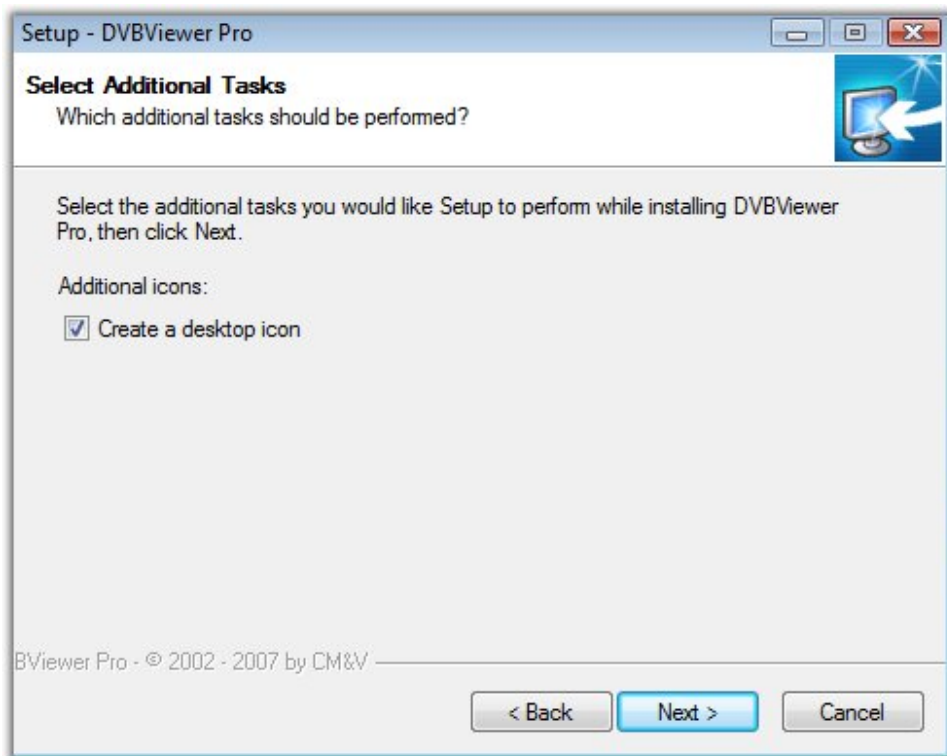 Setup - DVBViewer Pro
Select Additional Tasks
Which additional tasks should be performed?
Select the additional tasks you would like Setup to perform while installing DVBViewer
Pro, then click Next.
Additional icons:
Create a desktop icon
BViewer Pro - © 2002 - 2007 by CM&V
< Back
Next >
Cancel